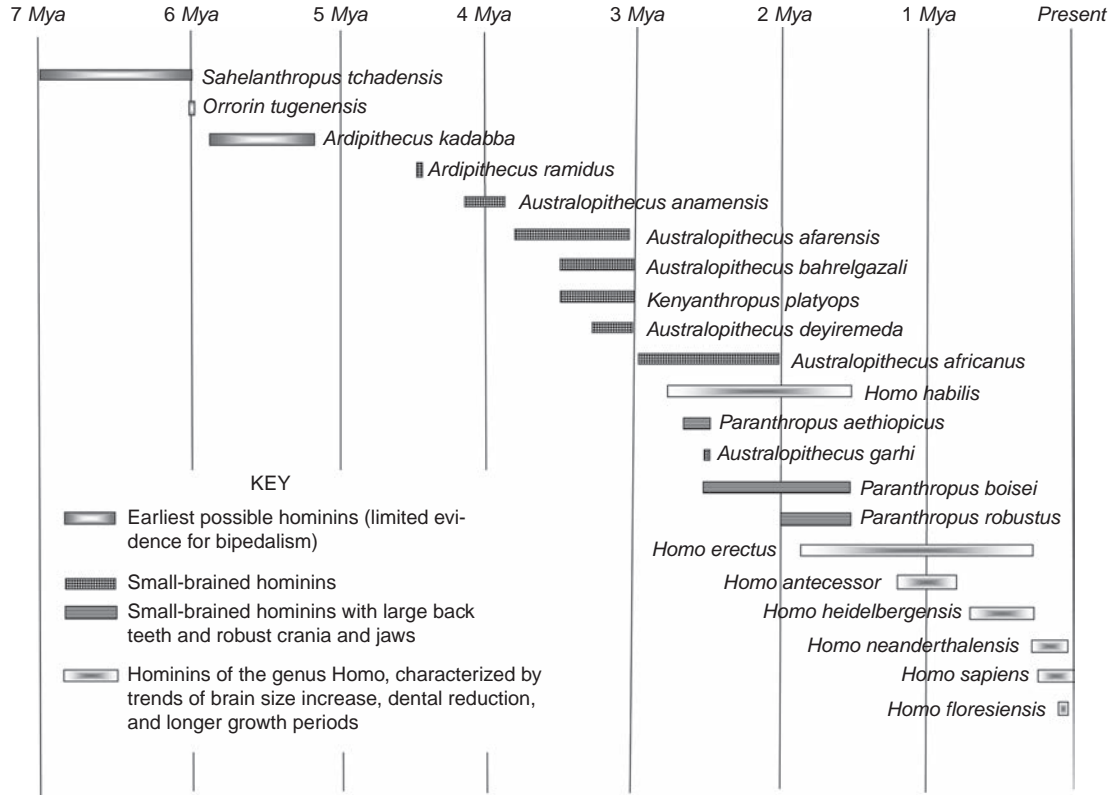 7 Mya 6 Mya 5 Mya 4 Mya 3 Mya 2 Mya 1 Mya Present
Sahelanthropus tchadensis
Orrorin tugenensis
Ardipithecus kadabba
Ardipithecus ramidus
Australopithecus anamensis
Australopithecus afarensis
Australopithecus bahrelgazali
Kenyanthropus platyops
Australopithecus deyiremeda
Australopithecus africanus
Homo habilis
Paranthropus aethiopicus
Australopithecus garhi
Paranthropus boisei
Paranthropus robustus
Homo erectus
Homo antecessor
Homo heidelbergensis
Homo neanderthalensis
Homo sapiens
Homo floresiensis
KEY
Earliest possible hominins (limited evi-
dence for bipedalism)
Small-brained hominins
Small-brained hominins with large back
teeth and robust crania and jaws
Hominins of the genus Homo, characterized by
trends of brain size increase, dental reduction,
and longer growth periods